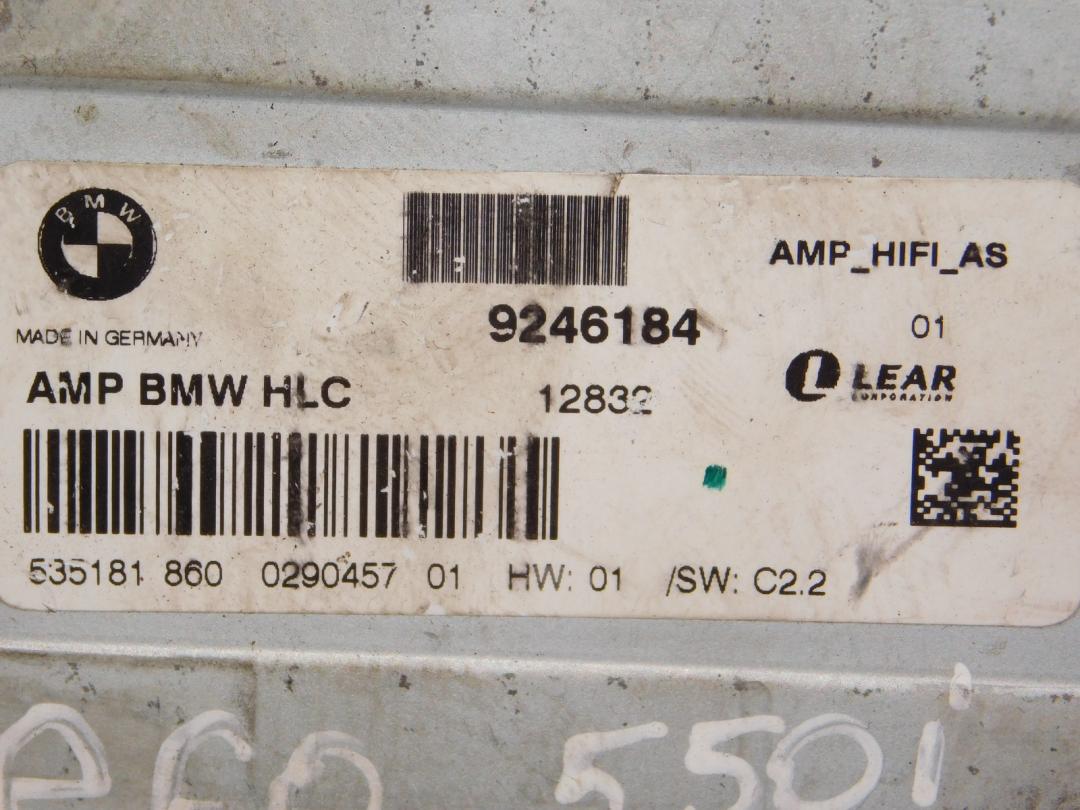 BMW
AMP_HIFI_AS
9246184
01
MADE IN GERMANY
AMP BMW HLC
12832
LEAR
CORPORATION
535181 860 0290457 01 HW: 01 /SW: C2.2
550i